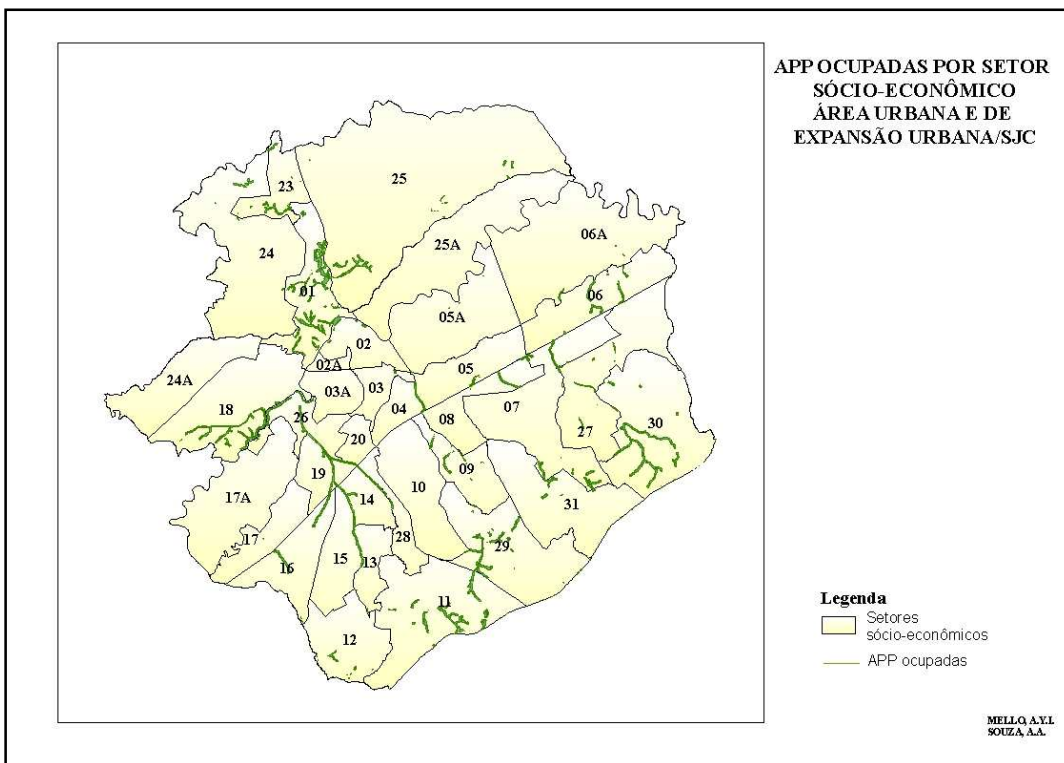 APP OCUPADAS POR SETOR
SÓCIO-ECONÔMICO
ÁREA URBANA E DE
EXPANSÃO URBANA/SJC
23
25
24
25A
06A
01
06
05A
02
02A
05
24A
03A
03
04
07
18
26
08
30
27
20
19
09
10
17A
14
31
17
28
29
16
15
13
11
12
Legenda
Setores
sócio-econômicos
APP ocupadas
MELLO, A.Y.I.
SOUZA, A.A.